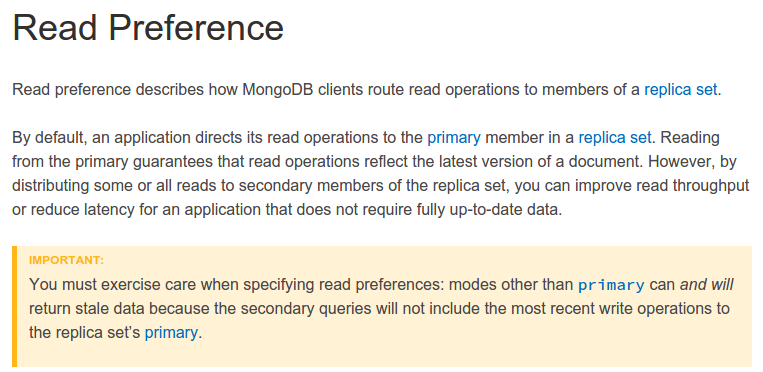 Read Preference
Read preference describes how MongoDB clients route read operations to members of a replica set.
By default, an application directs its read operations to the primary member in a replica set. Reading
from the primary guarantees that read operations reflect the latest version of a document. However, by
distributing some or all reads to secondary members of the replica set, you can improve read throughput
or reduce latency for an application that does not require fully up-to-date data.
IMPORTANT:
You must exercise care when specifying read preferences: modes other than primary can and will
return stale data because the secondary queries will not include the most recent write operations to
the replica set's primary.